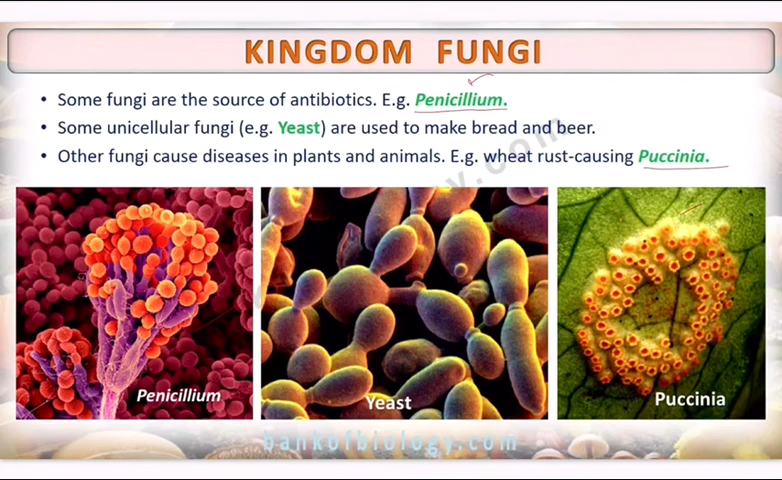 KINGDOM FUNGI
• Some fungi are the source of antibiotics. E.g. Penicillium.
• Some unicellular fungi (e.g. Yeast) are used to make bread and beer.
• Other fungi cause diseases in plants and animals. E.g. wheat rust-causing Puccinia.
Penicillium
Yeast
Puccinia
bankofbiology.com